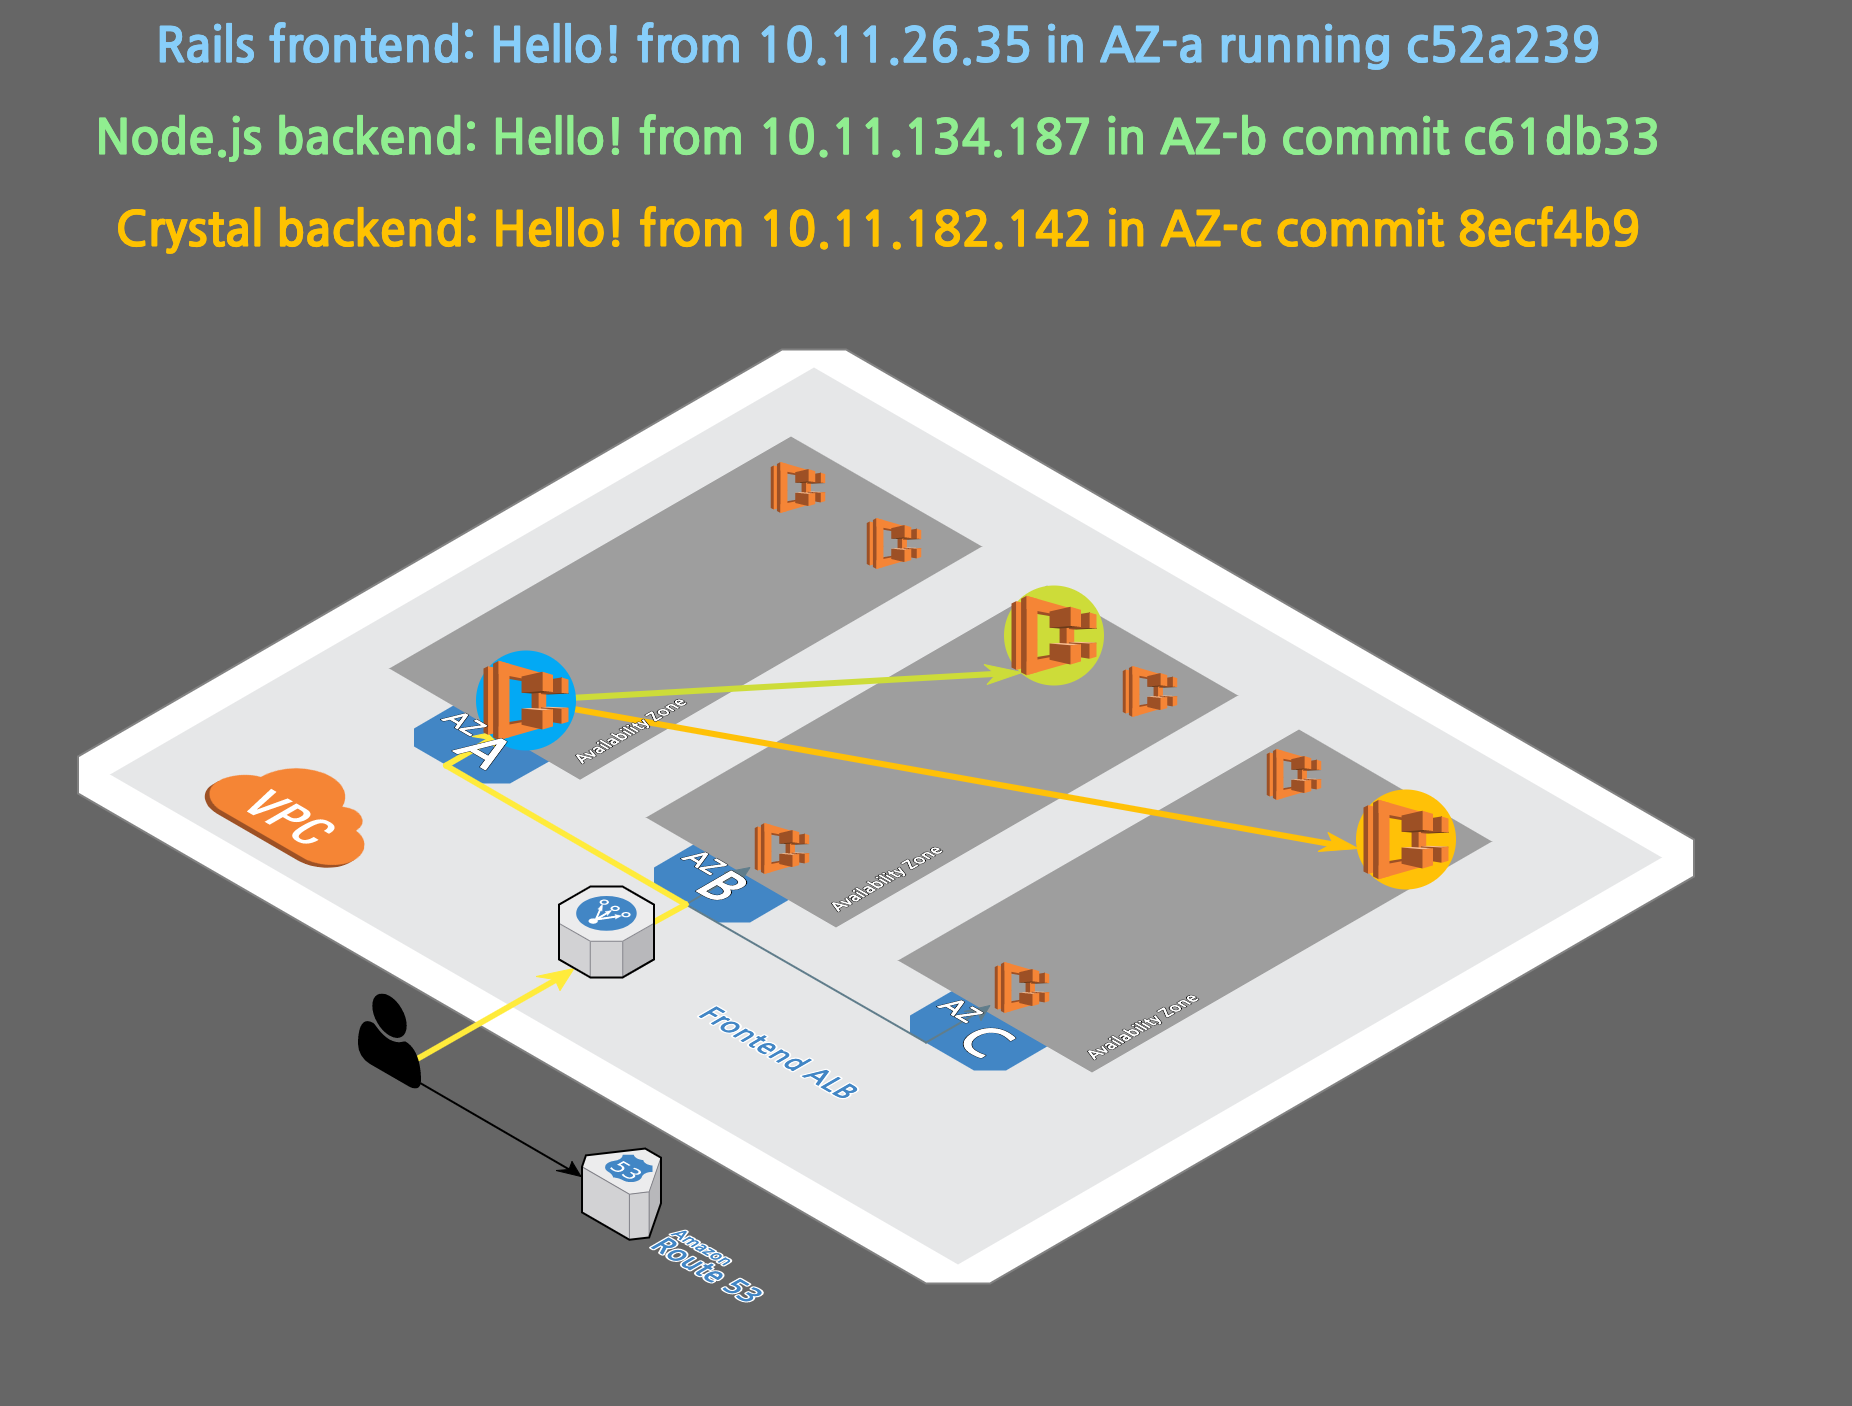 Rails frontend: Hello! from 10.11.26.35 in AZ-a running c52a239
Node.js backend: Hello! from 10.11.134.187 in AZ-b commit c61db33
Crystal backend: Hello! from 10.11.182.142 in AZ-c commit 8ecf4b9
AZ
A
Availability Zone
VPC
AZ
B
Availability Zone
AZ
C
Availability Zone
Frontend ALB
53
Amazon
Route 53